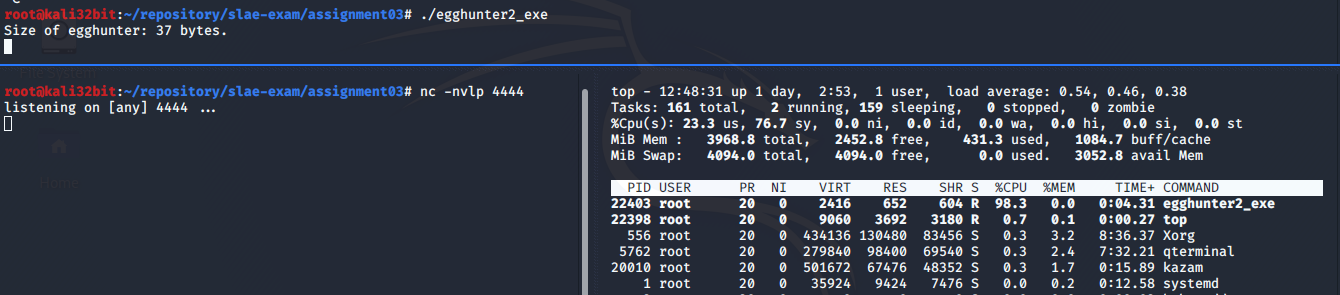 root@kali32bit:~/repository/slae-exam/assignment03# ./egghunter2_exe
Size of egghunter: 37 bytes.
File System
root@kali32bit:~/repository/slae-exam/assignment03# nc -nvlp 4444
listening on [any] 4444 ...
Home
top - 12:48:31 up 1 day,  2:53,  1 user,  load average: 0.54, 0.46, 0.38
Tasks: 161 total,   2 running, 159 sleeping,   0 stopped,   0 zombie
%Cpu(s): 23.3 us, 76.7 sy,  0.0 ni,  0.0 id,  0.0 wa,  0.0 hi,  0.0 si,  0.0 st
MiB Mem :   3968.8 total,   2452.8 free,    431.3 used,   1084.7 buff/cache
MiB Swap:   4094.0 total,   4094.0 free,      0.0 used.   3052.8 avail Mem
PID USER      PR  NI    VIRT    RES    SHR S  %CPU  %MEM     TIME+ COMMAND
22403 root      20   0    2416    652    604 R  98.3   0.0   0:04.31 egghunter2_exe
22398 root      20   0    9060   3692   3180 R   0.7   0.1   0:00.27 top
556 root      20   0  434136 130480  83456 S   0.3   3.2   8:36.37 Xorg
5762 root      20   0  279840  98400  69540 S   0.3   2.4   7:32.21 qterminal
20010 root      20   0  501672  67476  48352 S   0.3   1.7   0:15.89 kazam
1 root      20   0   35924   9424   7476 S   0.0   0.2   0:12.58 systemd